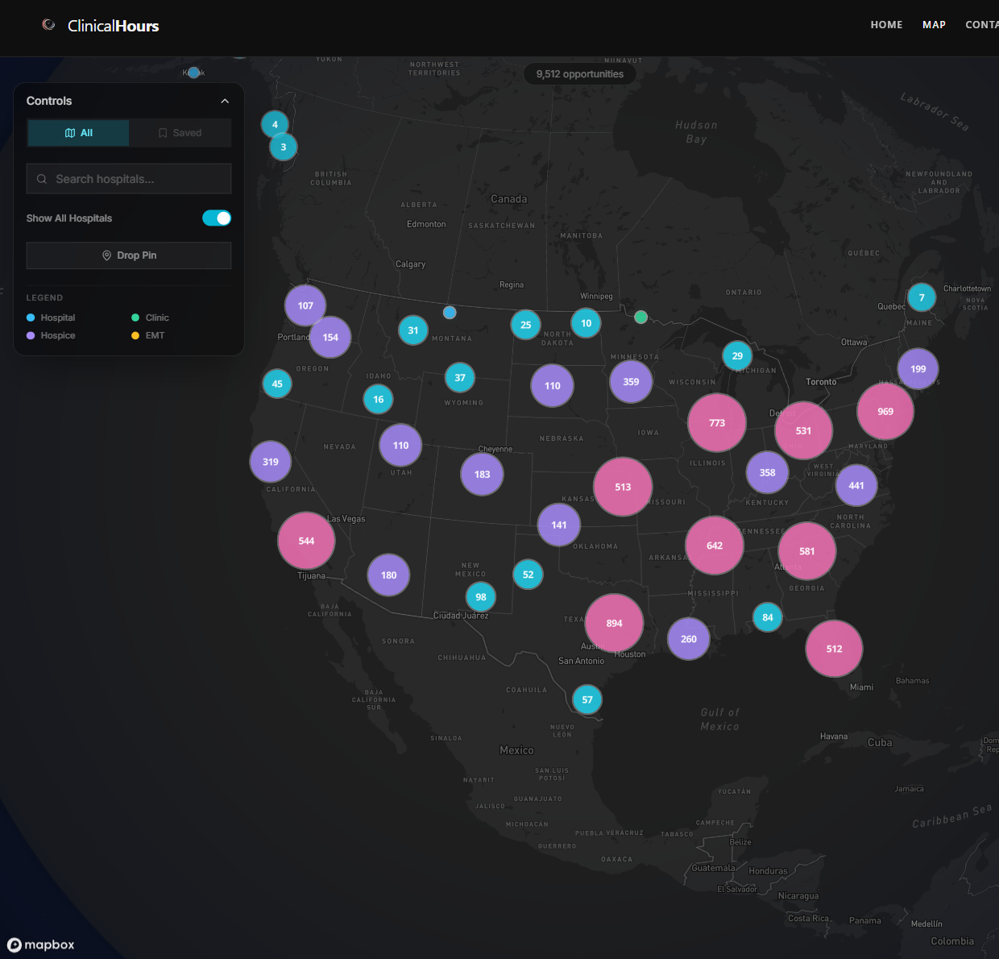 ClinicalHours
HOME
MAP
CONTA
9,512 opportunities
Controls
All
Saved
Search hospitals...
Show All Hospitals
Drop Pin
LEGEND
Hospital
Clinic
Hospice
EMT
YUKON
NORTHWEST
TERRITORIES
NUNAVUT
Labrador Sea
Hudson
Bay
4
3
BRITISH
COLUMBIA
NEWFOUNDLAND
AND
LABRADOR
Canada
ALBERTA
Edmonton
SASKATCHEWAN
MANITOBA
QUÉBEC
Calgary
Regina
Winnipeg
ONTARIO
Charlottetown
NOVA
SCOTIA
7
Quebec
MAINE
107
154
Portland
31
MONTANA
25
10
NORTH
DAKOTA
MINNESOTA
Ottawa
29
MICHIGAN
199
OREGON
45
IDAHO
16
37
WYOMING
110
359
WISCONSIN
Toronto
773
Detroit
531
969
MARYLAND
NEVADA
110
UTAH
Cheyenne
NEBRASKA
IOWA
ILLINOIS
319
CALIFORNIA
183
513
KANSAS
MISSOURI
358
KENTUCKY
WEST
VIRGINIA
441
NORTH
CAROLINA
Las Vegas
544
Tijuana
141
OKLAHOMA
ARKANSAS
642
TENNESSEE
581
Atlanta
GEORGIA
180
NEW
MEXICO
52
98
Ciudad Juárez
MISSISSIPPI
BAJA
CALIFORNIA
TEXAS
894
Austin
Houston
San Antonio
260
84
512
SONORA
CHIHUAHUA
COAHUILA
57
Miami
Bahamas
BAJA
CALIFORNIA
SUR
Gulf of
Mexico
NUEVO
LEÓN
SINALOA
Mexico
Havana
Cuba
Dom
Rep
SAN LUIS
POTOSÍ
NAYARIT
GUANAJUATO
JALISCO
YUCATÁN
Jamaica
Caribbean Sea
MICHOACÁN
PUEBLA
VERACRUZ
TABASCO
CAMPECHE
GUERRERO
OAXACA
Belize
Guatemala
Honduras
El Salvador
Nicaragua
Costa Rica
Panama
Medellín
Colombia
mapbox